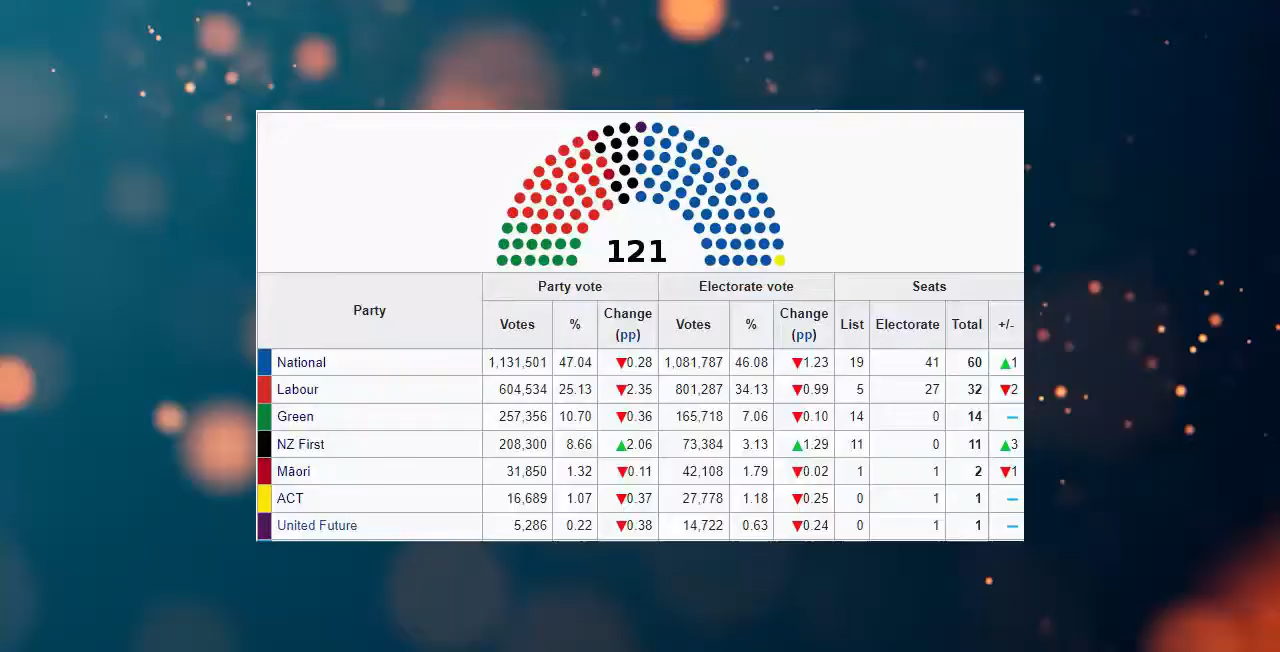 121
Party Party vote Electorate vote Seats
Votes % Change (pp) Votes % Change (pp) List Electorate Total +/-
National 1,131,501 47.04 ▼0.28 1,081,787 46.08 ▼1.23 19 41 60 ▲1
Labour 604,534 25.13 ▼2.35 801,287 34.13 ▼0.99 5 27 32 ▼2
Green 257,356 10.70 ▼0.36 165,718 7.06 ▼0.10 14 0 14 –
NZ First 208,300 8.66 ▲2.06 73,384 3.13 ▲1.29 11 0 11 ▲3
Māori 31,850 1.32 ▼0.11 42,108 1.79 ▼0.02 1 1 2 ▼1
ACT 16,689 1.07 ▼0.37 27,778 1.18 ▼0.25 0 1 1 –
United Future 5,286 0.22 ▼0.38 14,722 0.63 ▼0.24 0 1 1 –